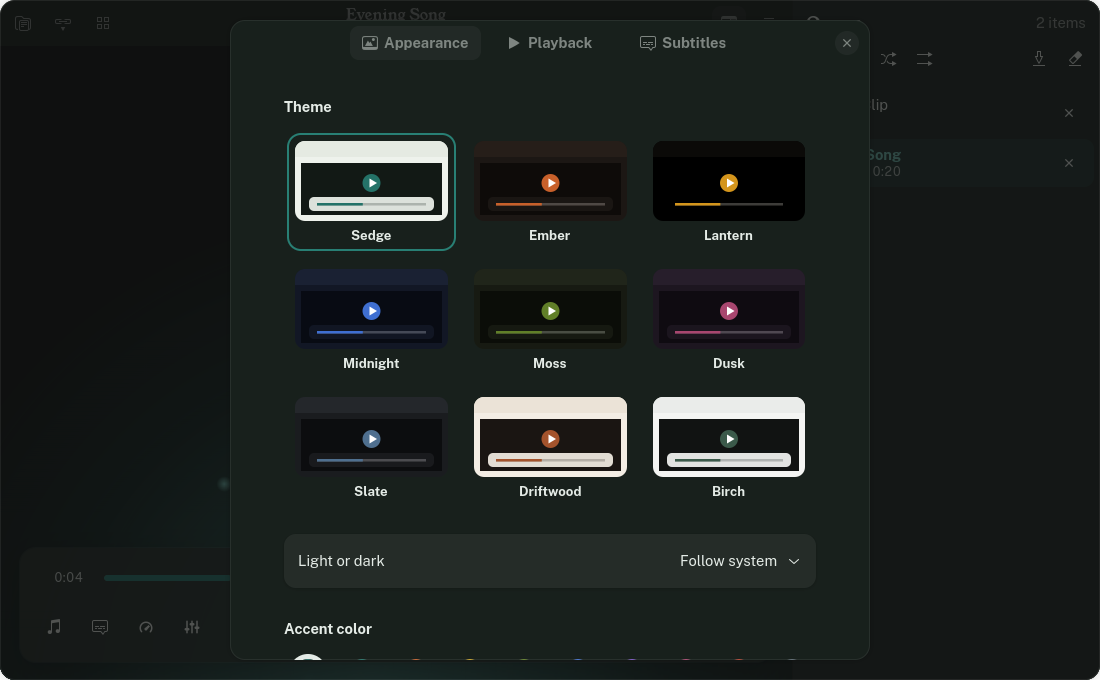 Evening Song
2 items
Appearance
Playback
Subtitles
lip
Theme
Song
0:20
Sedge
Ember
Lantern
Midnight
Moss
Dusk
Slate
Driftwood
Birch
Light or dark
Follow system
0:04
Accent color